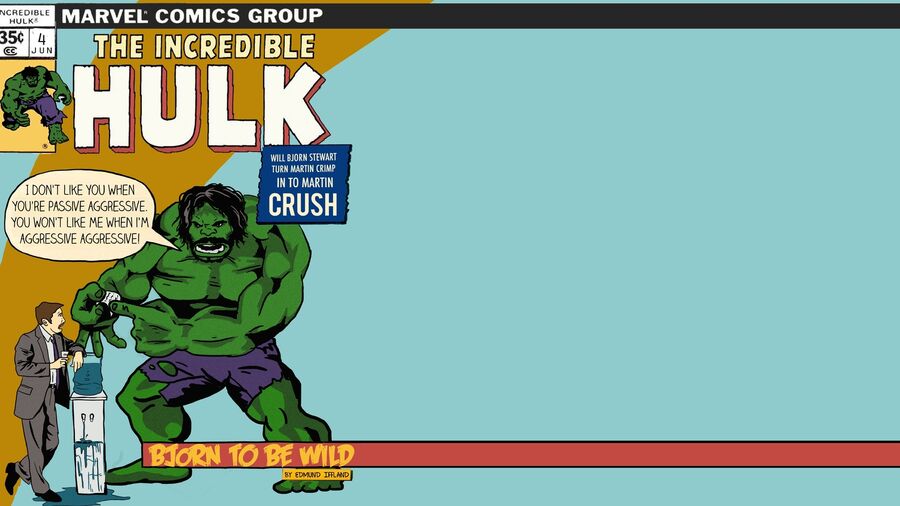 INCREDIBLE
HULK®
MARVEL® COMICS GROUP
35¢
4
CC
JUN
THE INCREDIBLE
HULK
®
WILL BJORN STEWART
TURN MARTIN CRIMP
IN TO MARTIN
CRUSH
I DON'T LIKE YOU WHEN
YOU'RE PASSIVE AGGRESSIVE.
YOU WON'T LIKE ME WHEN I'M
AGGRESSIVE AGGRESSIVE!
BJORN TO BE WILD
BY EDMUND IFFLAND